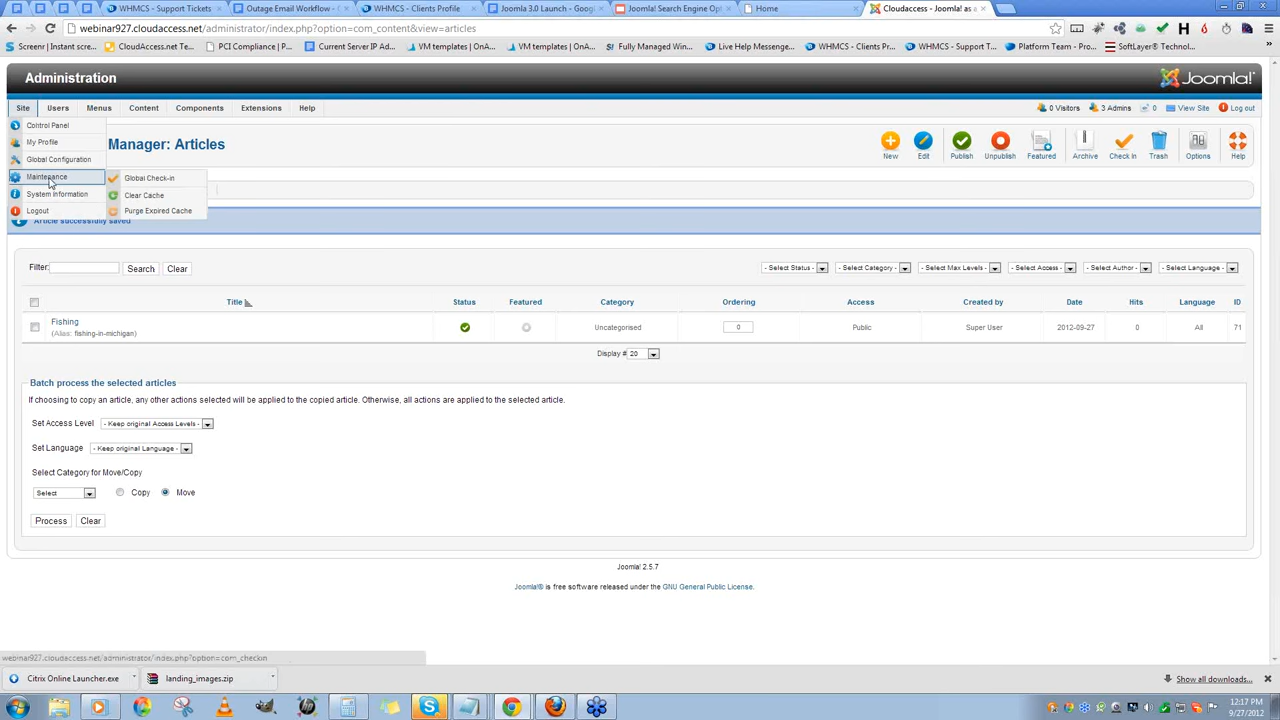 WHMCS - Support Tickets
Outage Email Workflow -
WHMCS - Clients Profile
Joomla 3.0 Launch - Goog
Joomla! Search Engine Op
Home
Cloudaccess - Joomla! as a
webinar927.cloudaccess.net/administrator/index.php?option=com_content&view=articles
Screenr | Instant scree...
CloudAccess.net Te...
PCI Compliance | P...
Current Server IP Ad...
VM templates | OnA...
VM templates | OnA...
Fully Managed Win...
Live Help Messenge...
WHMCS - Clients Pr...
WHMCS - Support T...
Platform Team - Pro...
SoftLayer® Technol...
Administration
Joomla!
Site Users Menus Content Components Extensions Help
0 Visitors 3 Admins 0 View Site Log out
Control Panel
My Profile
Global Configuration
Maintenance
System Information
Logout
Global Check-in
Clear Cache
Purge Expired Cache
Manager: Articles
New Edit Publish Unpublish Featured Archive Check In Trash Options Help
Article successfully saved
Filter: Search Clear
- Select Status - - Select Category - - Select Max Levels - - Select Access - - Select Author - - Select Language -
Title Status Featured Category Ordering Access Created by Date Hits Language ID
Fishing Uncategorised 0 Public Super User 2012-09-27 0 All 71
(Alias: fishing-in-michigan)
Display # 20
Batch process the selected articles
If choosing to copy an article, any other actions selected will be applied to the copied article. Otherwise, all actions are applied to the selected article.
Set Access Level - Keep original Access Levels -
Set Language - Keep original Language -
Select Category for Move/Copy
Select Copy Move
Process Clear
Joomla! 2.5.7
Joomla!® is free software released under the GNU General Public License.
webinar927.cloudaccess.net/administrator/index.php?option=com_checkin
Citrix Online Launcher.exe
landing_images.zip
Show all downloads...
12:17 PM
9/27/2012